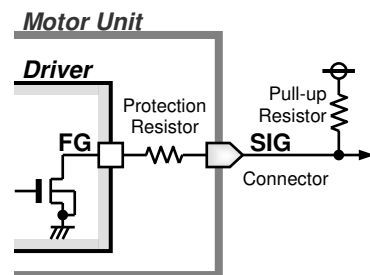 Motor Unit
Driver
Protection
Resistor
Pull-up
Resistor
FG
SIG
Connector